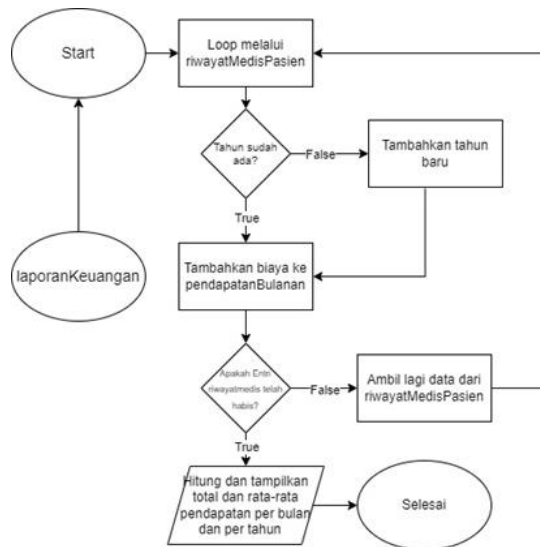 Start
Loop melalui
riwayatMedisPasien
Tahun sudah
ada?
False
Tambahkan tahun
baru
True
laporanKeuangan
Tambahkan biaya ke
pendapatanBulanan
Apakah Entri
riwayatmedis telah
habis?
False
Ambil lagi data dari
riwayatMedisPasien
True
Hitung dan tampilkan
total dan rata-rata
pendapatan per bulan
dan per tahun
Selesai